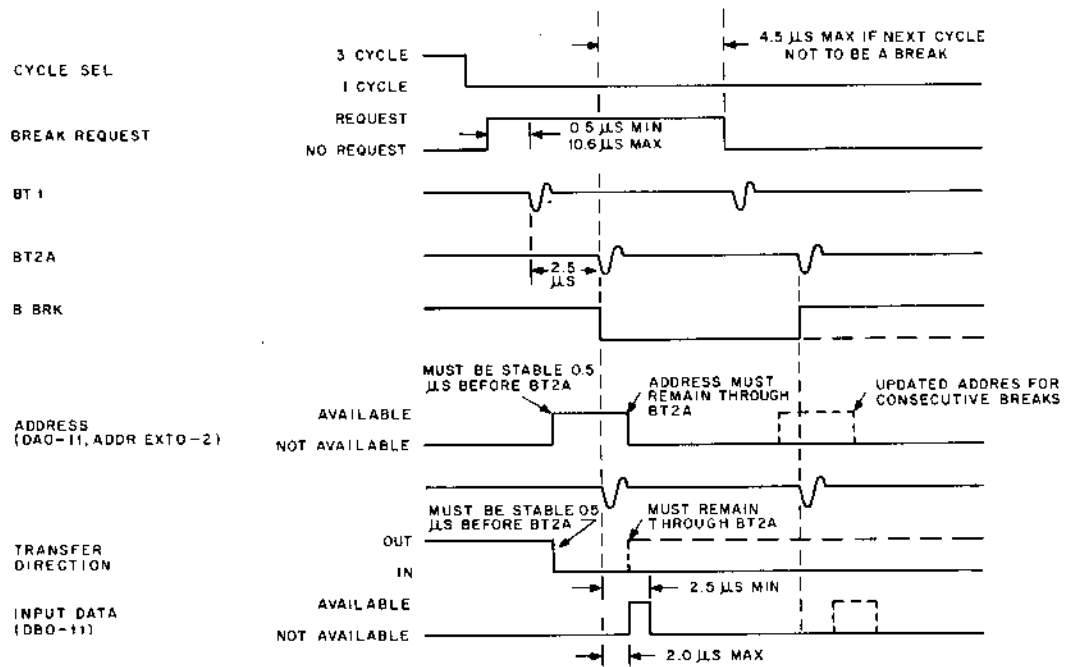 4.5 µS MAX IF NEXT CYCLE
NOT TO BE A BREAK
CYCLE SEL
3 CYCLE
1 CYCLE
BREAK REQUEST
REQUEST
NO REQUEST
0.5 µS MIN
10.6 µS MAX
BT 1
BT2A
2.5
µS
B BRK
MUST BE STABLE 0.5
µS BEFORE BT2A
ADDRESS MUST
REMAIN THROUGH
BT2A
UPDATED ADDRES FOR
CONSECUTIVE BREAKS
ADDRESS
(DA0-11, ADDR EXT0-2)
AVAILABLE
NOT AVAILABLE
MUST BE STABLE 05
µS BEFORE BT2A
MUST REMAIN
THROUGH BT2A
TRANSFER
DIRECTION
OUT
IN
2.5 µS MIN
INPUT DATA
(DB0-11)
AVAILABLE
NOT AVAILABLE
2.0 µS MAX